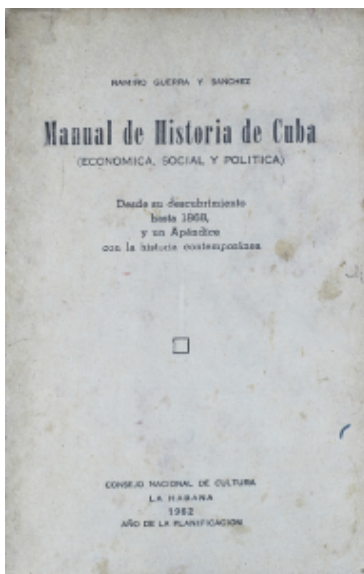 RAMIRO GUERRA Y SANCHEZ
Manual de Historia de Cuba
(ECONOMICA, SOCIAL Y POLITICA)
Desde su descubrimiento
hasta 1868,
y un Apéndice
con la historia contemporánea
CONSEJO NACIONAL DE CULTURA
LA HABANA
1962
AÑO DE LA PLANIFICACION